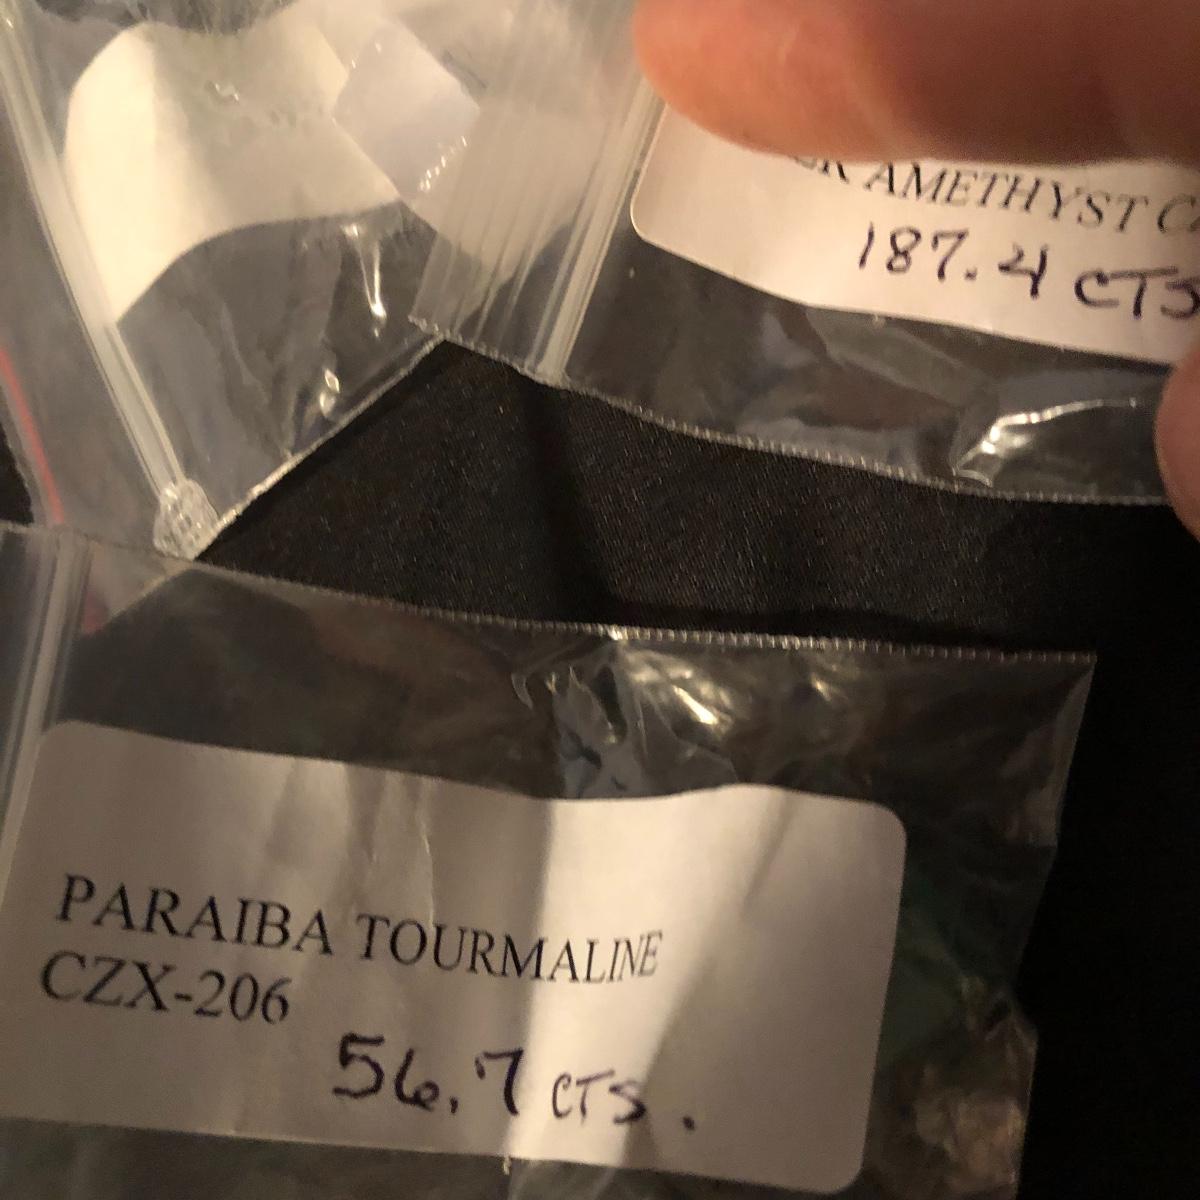 AMETHYST
187.4 CTS
PARAIBA TOURMALINE
CZX-206
56.7 CTS.